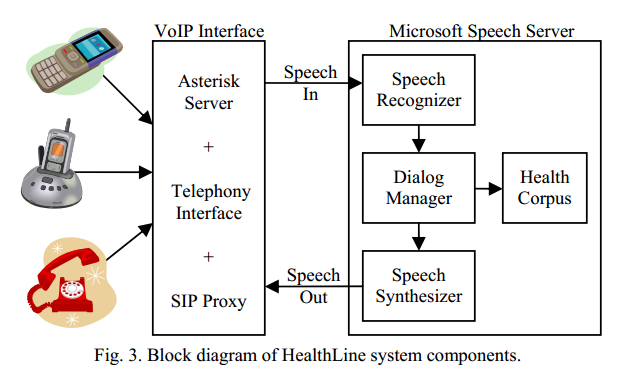 VoIP Interface
Microsoft Speech Server
Asterisk
Server
+
Telephony
Interface
+
SIP Proxy
Speech
In
Speech
Out
Speech
Recognizer
Dialog
Manager
Health
Corpus
Speech
Synthesizer
Fig. 3. Block diagram of HealthLine system components.